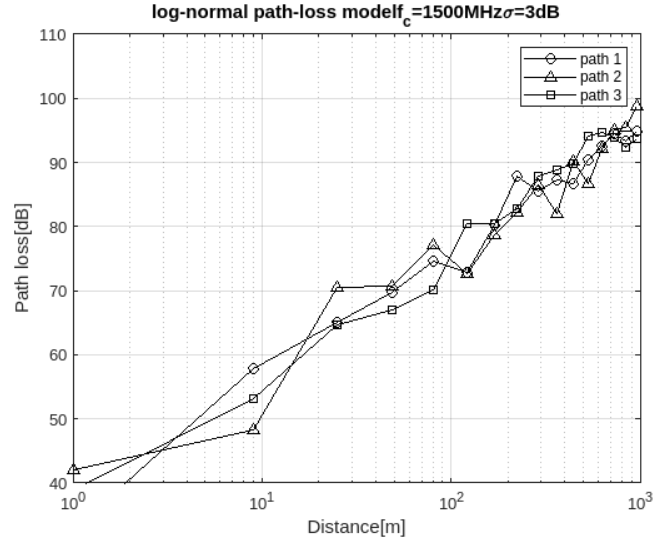 log-normal path-loss modelf_c=1500MHzσ=3dB
110
100
90
80
70
60
50
40
Path loss[dB]
path 1
path 2
path 3
10^0
10^1
10^2
10^3
Distance[m]